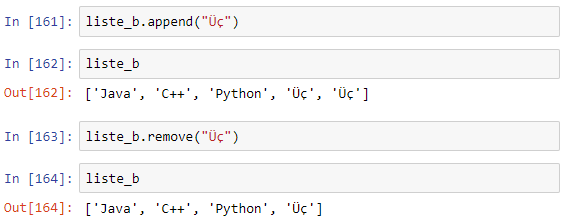 In [161]: liste_b.append("Üç")
In [162]: liste_b
Out[162]: ['Java', 'C++', 'Python', 'Üç', 'Üç']
In [163]: liste_b.remove("Üç")
In [164]: liste_b
Out[164]: ['Java', 'C++', 'Python', 'Üç']